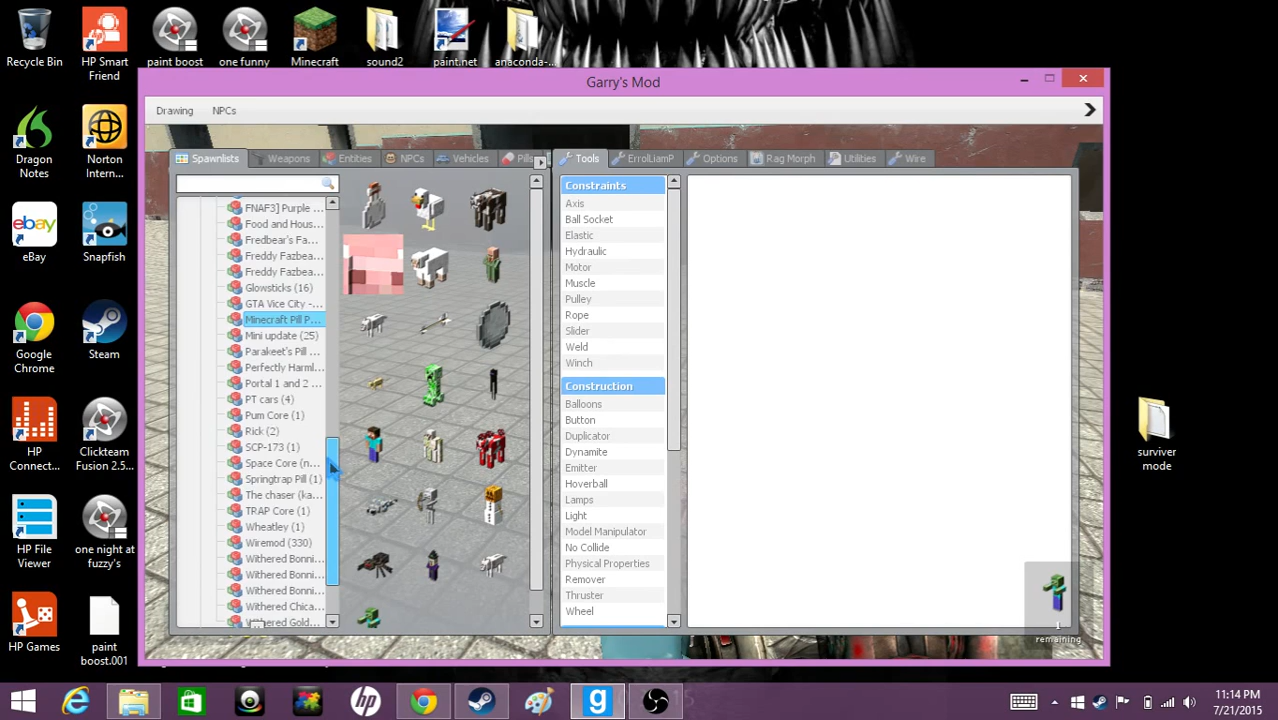 Recycle Bin
HP Smart
Friend
paint boost
one funny
Minecraft
sound2
paint.net
anaconda-...
Garry's Mod
Drawing
NPCs
Dragon
Notes
Norton
Intern...
eBay
Snapfish
Google
Chrome
Steam
HP
Connect...
Clickteam
Fusion 2.5...
HP File
Viewer
one night at
fuzzy's
HP Games
paint
boost.001
surviver
mode
Spawnlists
Weapons
Entities
NPCs
Vehicles
Pills
FNAF3] Purple ...
Food and Hous...
Fredbear's Fa...
Freddy Fazbea...
Freddy Fazbea...
Glowsticks (16)
GTA Vice City -...
Minecraft Pill P...
Mini update (25)
Parakeet's Pill ...
Perfectly Harml...
Portal 1 and 2 ...
PT cars (4)
Pum Core (1)
Rick (2)
SCP-173 (1)
Space Core (n...
Springtrap Pill (1)
The chaser (ka...
TRAP Core (1)
Wheatley (1)
Wiremod (330)
Withered Bonni...
Withered Bonni...
Withered Bonni...
Withered Chica...
Withered Gold...
Tools
ErrolLiamP
Options
Rag Morph
Utilities
Wire
Constraints
Axis
Ball Socket
Elastic
Hydraulic
Motor
Muscle
Pulley
Rope
Slider
Weld
Winch
Construction
Balloons
Button
Duplicator
Dynamite
Emitter
Hoverball
Lamps
Light
Model Manipulator
No Collide
Physical Properties
Remover
Thruster
Wheel
1
remaining
11:14 PM
7/21/2015